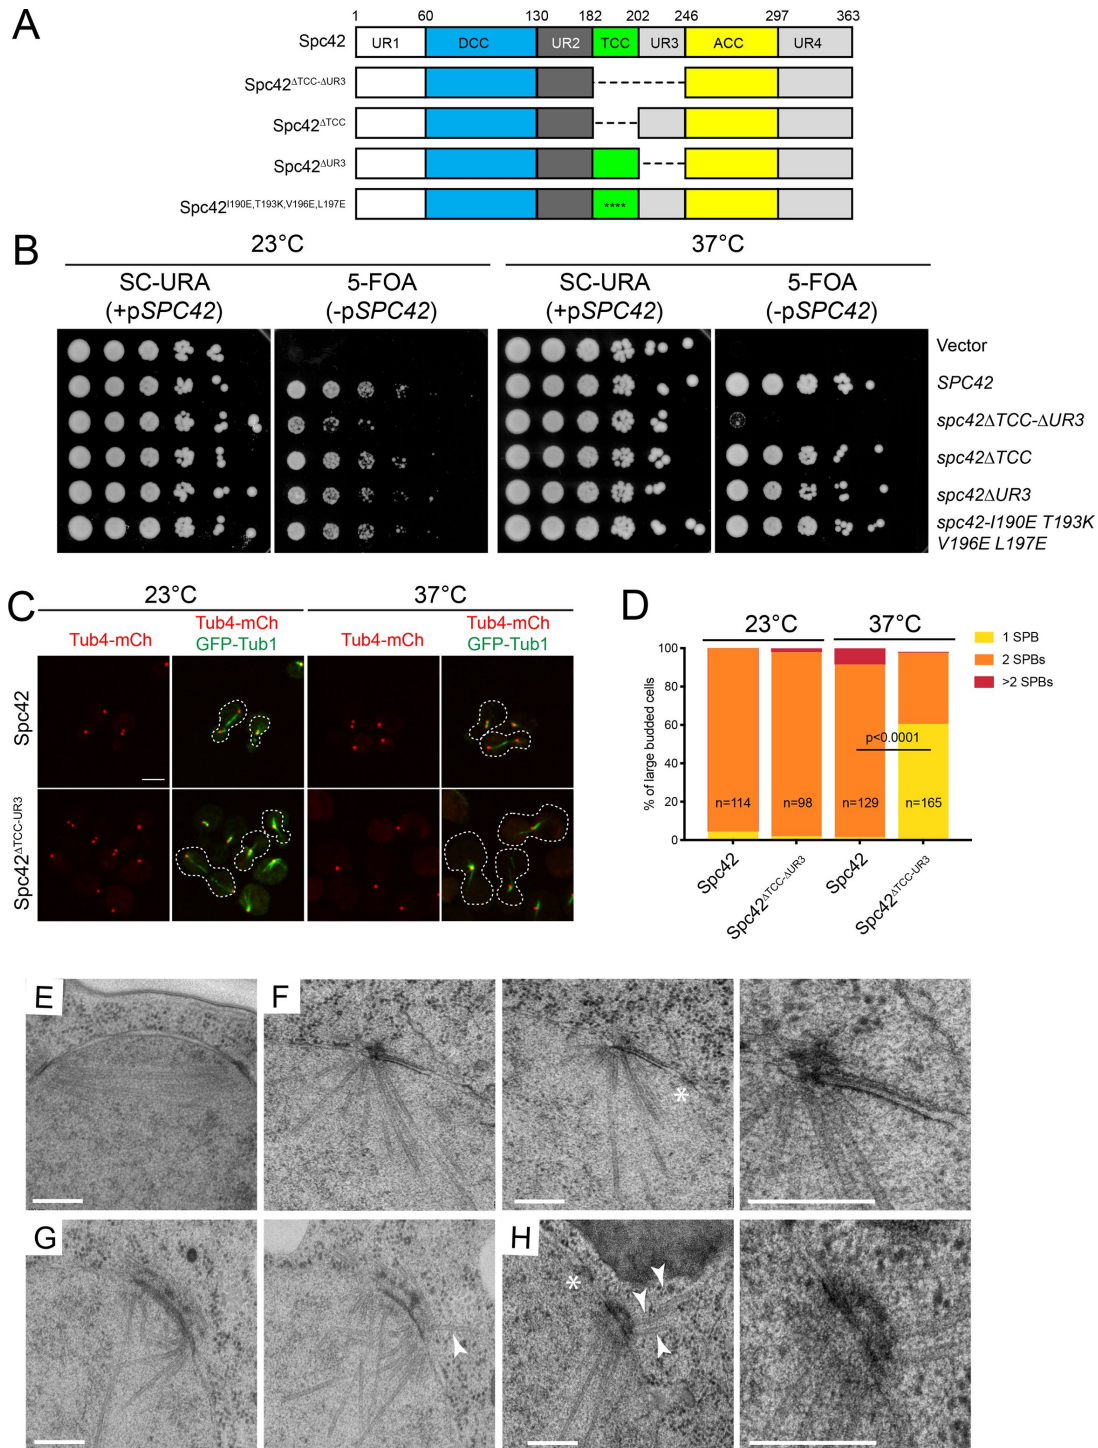 A
1 60 130 182 202 246 297 363
Spc42 UR1 DCC UR2 TCC UR3 ACC UR4
Spc42ΔTCC-ΔUR3
Spc42ΔTCC
Spc42ΔUR3
Spc42I190E,T193K,V196E,L197E ****
B
23°C 37°C
SC-URA 5-FOA SC-URA 5-FOA
(+pSPC42) (-pSPC42) (+pSPC42) (-pSPC42)
Vector
SPC42
spc42ΔTCC-ΔUR3
spc42ΔTCC
spc42ΔUR3
spc42-I190E T193K
V196E L197E
C
23°C 37°C
Tub4-mCh Tub4-mCh Tub4-mCh Tub4-mCh
GFP-Tub1 GFP-Tub1
Spc42
Spc42ΔTCC-UR3
D
23°C 37°C
1 SPB
2 SPBs
>2 SPBs
% of large budded cells
100
80
60
40
20
0
p<0.0001
n=114 n=98 n=129 n=165
Spc42 Spc42ΔTCC-ΔUR3 Spc42 Spc42ΔTCC-UR3
E F
*
G H
*